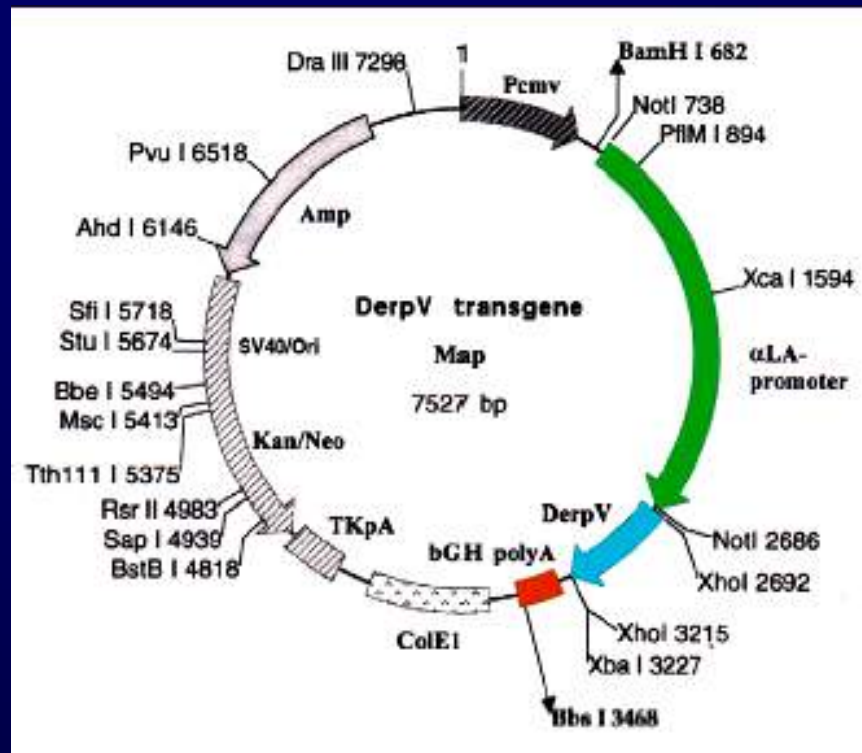 1
Pcmv
BamH I 682
NotI 738
PflM I 894
Xca I 1594
αLA-
promoter
NotI 2686
XhoI 2692
DerpV
XhoI 3215
Xba I 3227
bGH polyA
Bbs I 3468
ColE1
TKpA
BstB I 4818
Sap I 4939
Rsr II 4983
Tth111 I 5375
Kan/Neo
Msc I 5413
Bbe I 5494
Stu I 5674
SV40/Ori
Sfi I 5718
Ahd I 6146
Amp
Pvu I 6518
Dra III 7298
DerpV transgene
Map
7527 bp